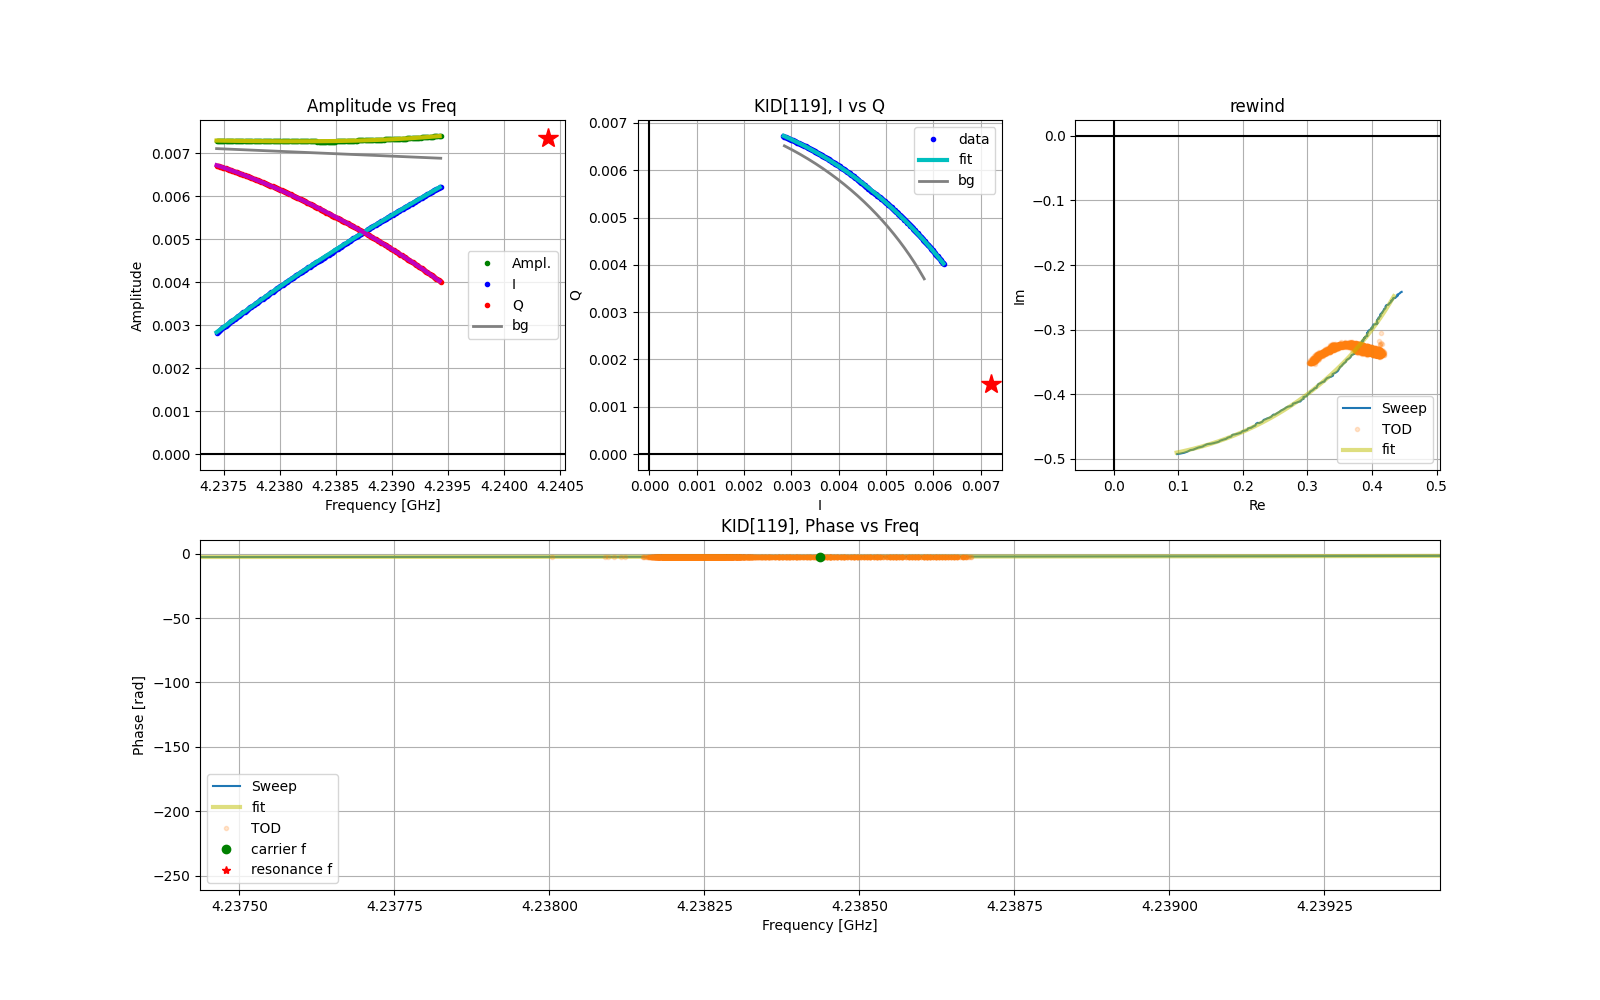 Amplitude vs Freq
Amplitude
0.007
0.006
0.005
0.004
0.003
0.002
0.001
0.000
Ampl.
I
Q
bg
4.2375 4.2380 4.2385 4.2390 4.2395 4.2400 4.2405
Frequency [GHz]
KID[119], I vs Q
Q
0.007
0.006
0.005
0.004
0.003
0.002
0.001
0.000
data
fit
bg
0.000 0.001 0.002 0.003 0.004 0.005 0.006 0.007
I
rewind
Im
0.0
−0.1
−0.2
−0.3
−0.4
−0.5
Sweep
TOD
fit
0.0 0.1 0.2 0.3 0.4 0.5
Re
KID[119], Phase vs Freq
Phase [rad]
0
−50
−100
−150
−200
−250
Sweep
fit
TOD
carrier f
resonance f
4.23750 4.23775 4.23800 4.23825 4.23850 4.23875 4.23900 4.23925
Frequency [GHz]